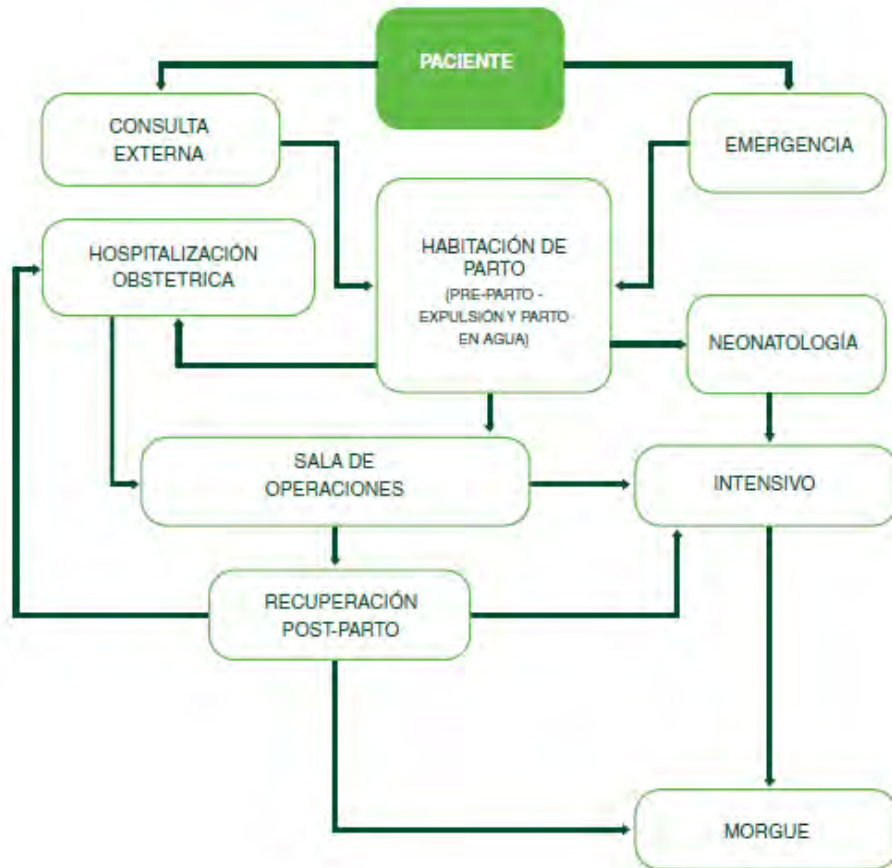 PACIENTE
CONSULTA
EXTERNA
EMERGENCIA
HOSPITALIZACIÓN
OBSTETRICA
HABITACIÓN DE
PARTO
(PRE-PARTO -
EXPULSIÓN Y PARTO
EN AGUA)
NEONATOLOGÍA
SALA DE
OPERACIONES
INTENSIVO
RECUPERACIÓN
POST-PARTO
MORGUE